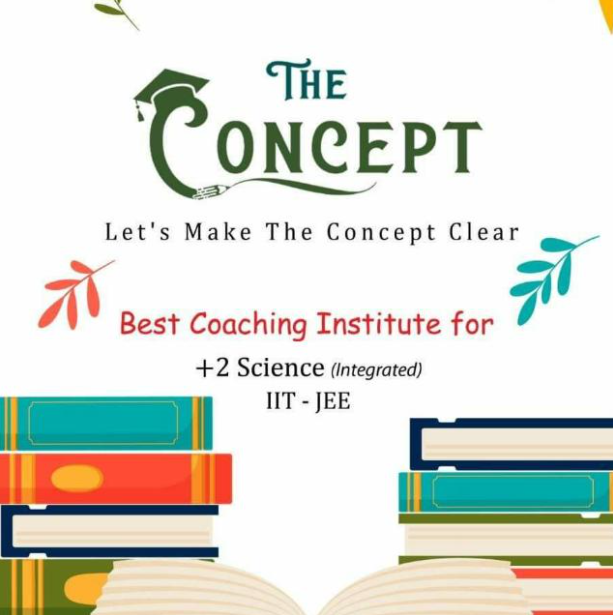 THE
CONCEPT
Let's Make The Concept Clear
Best Coaching Institute for
+2 Science (Integrated)
IIT - JEE